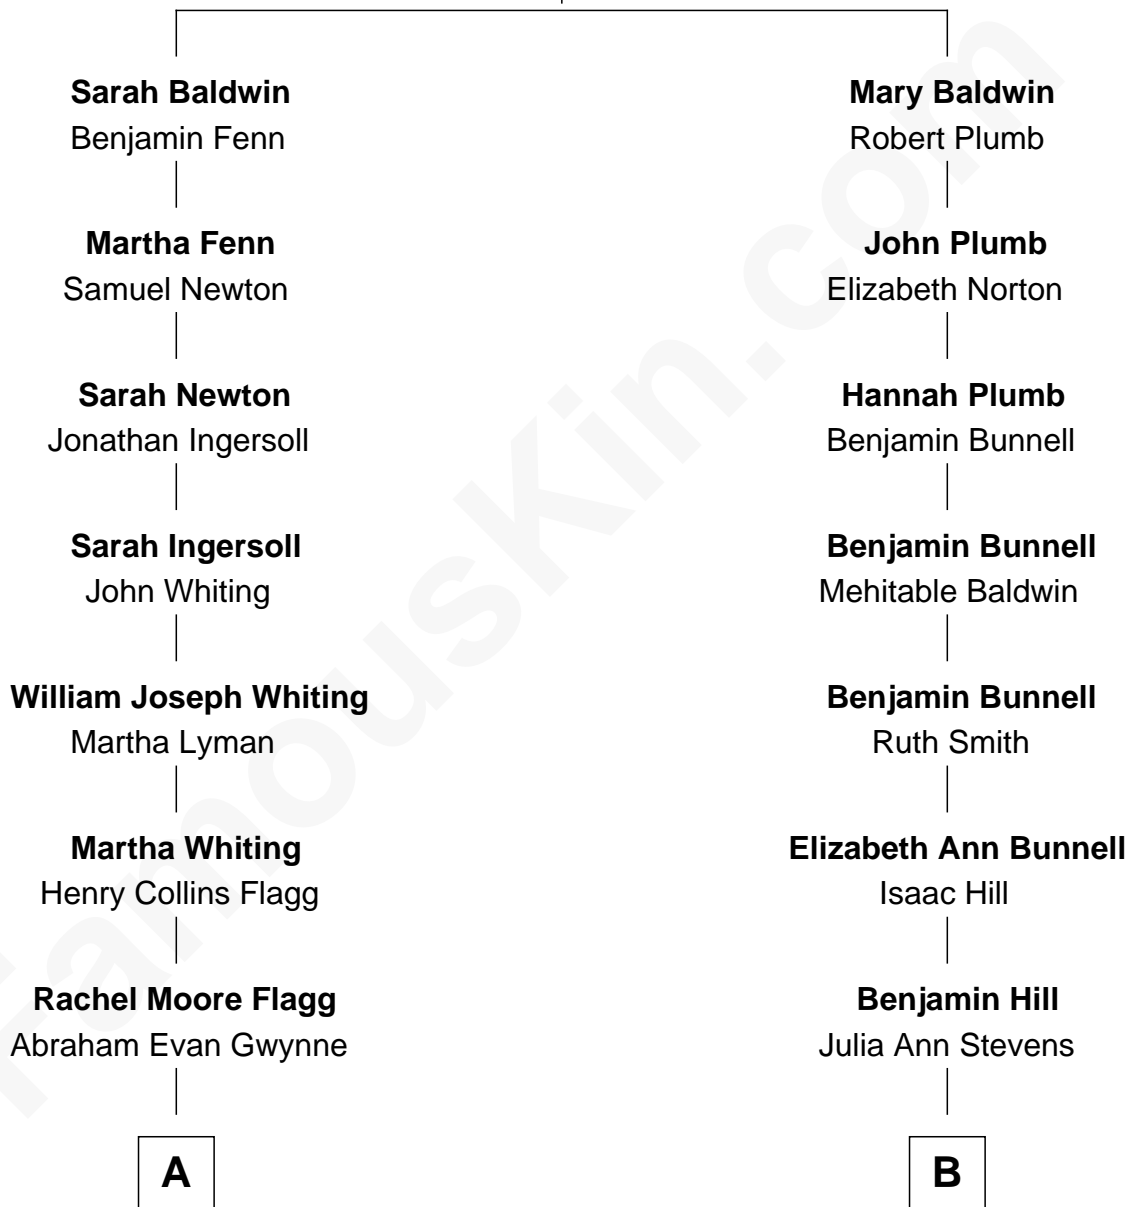 Sarah Baldwin
Benjamin Fenn
Martha Fenn
Samuel Newton
Sarah Newton
Jonathan Ingersoll
Sarah Ingersoll
John Whiting
William Joseph Whiting
Martha Lyman
Martha Whiting
Henry Collins Flagg
Rachel Moore Flagg
Abraham Evan Gwynne
A
Mary Baldwin
Robert Plumb
John Plumb
Elizabeth Norton
Hannah Plumb
Benjamin Bunnell
Benjamin Bunnell
Mehitable Baldwin
Benjamin Bunnell
Ruth Smith
Elizabeth Ann Bunnell
Isaac Hill
Benjamin Hill
Julia Ann Stevens
B
FamousKin.com